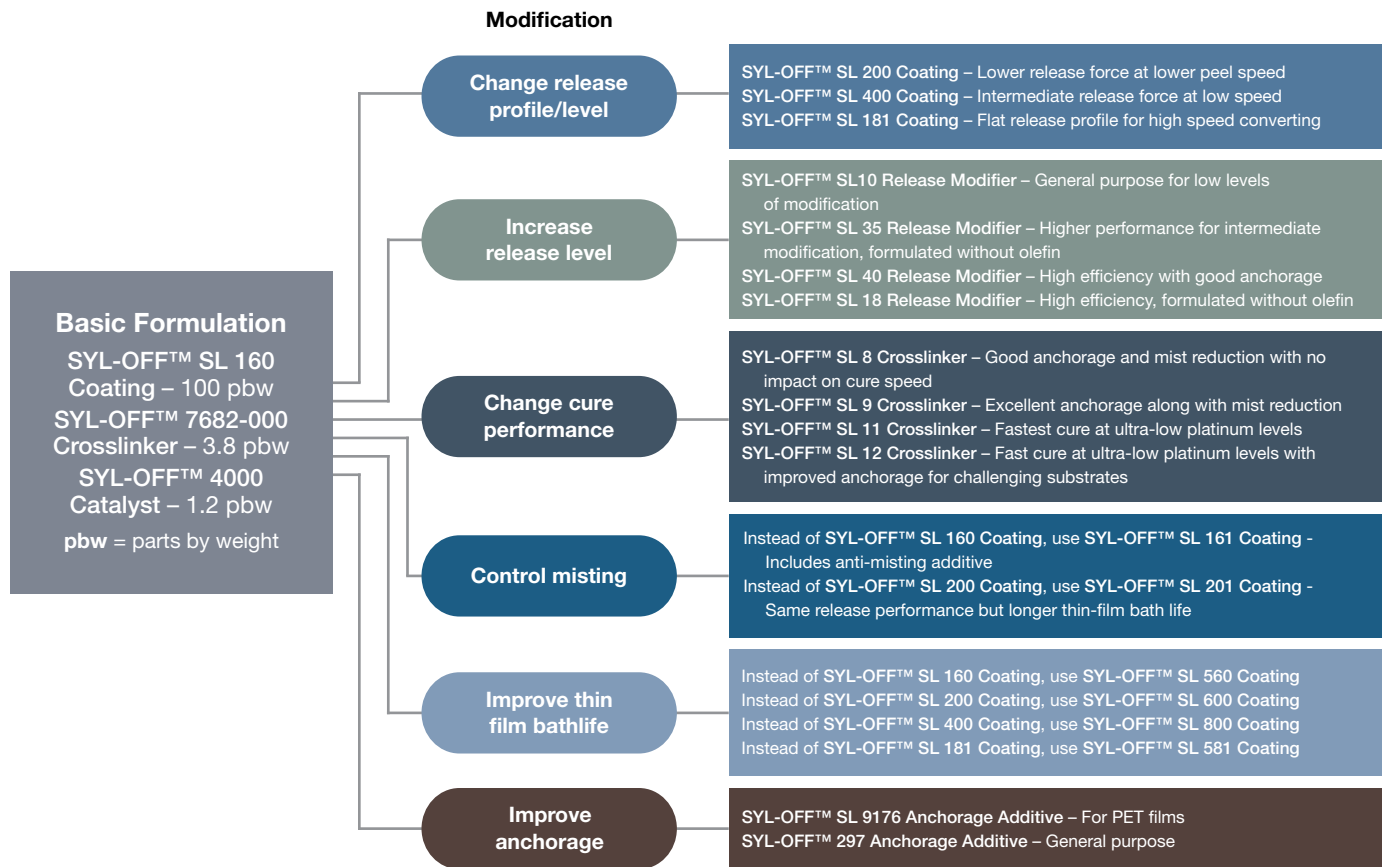 Modification
Change release
profile/level
SYL-OFF™ SL 200 Coating – Lower release force at lower peel speed
SYL-OFF™ SL 400 Coating – Intermediate release force at low speed
SYL-OFF™ SL 181 Coating – Flat release profile for high speed converting
Increase
release level
SYL-OFF™ SL10 Release Modifier – General purpose for low levels
of modification
SYL-OFF™ SL 35 Release Modifier – Higher performance for intermediate
modification, formulated without olefin
SYL-OFF™ SL 40 Release Modifier – High efficiency with good anchorage
SYL-OFF™ SL 18 Release Modifier – High efficiency, formulated without olefin
Basic Formulation
SYL-OFF™ SL 160
Coating – 100 pbw
SYL-OFF™ 7682-000
Crosslinker – 3.8 pbw
SYL-OFF™ 4000
Catalyst – 1.2 pbw
pbw = parts by weight
Change cure
performance
SYL-OFF™ SL 8 Crosslinker – Good anchorage and mist reduction with no
impact on cure speed
SYL-OFF™ SL 9 Crosslinker – Excellent anchorage along with mist reduction
SYL-OFF™ SL 11 Crosslinker – Fastest cure at ultra-low platinum levels
SYL-OFF™ SL 12 Crosslinker – Fast cure at ultra-low platinum levels with
improved anchorage for challenging substrates
Control misting
Instead of SYL-OFF™ SL 160 Coating, use SYL-OFF™ SL 161 Coating -
Includes anti-misting additive
Instead of SYL-OFF™ SL 200 Coating, use SYL-OFF™ SL 201 Coating -
Same release performance but longer thin-film bath life
Improve thin
film bathlife
Instead of SYL-OFF™ SL 160 Coating, use SYL-OFF™ SL 560 Coating
Instead of SYL-OFF™ SL 200 Coating, use SYL-OFF™ SL 600 Coating
Instead of SYL-OFF™ SL 400 Coating, use SYL-OFF™ SL 800 Coating
Instead of SYL-OFF™ SL 181 Coating, use SYL-OFF™ SL 581 Coating
Improve
anchorage
SYL-OFF™ SL 9176 Anchorage Additive – For PET films
SYL-OFF™ 297 Anchorage Additive – General purpose